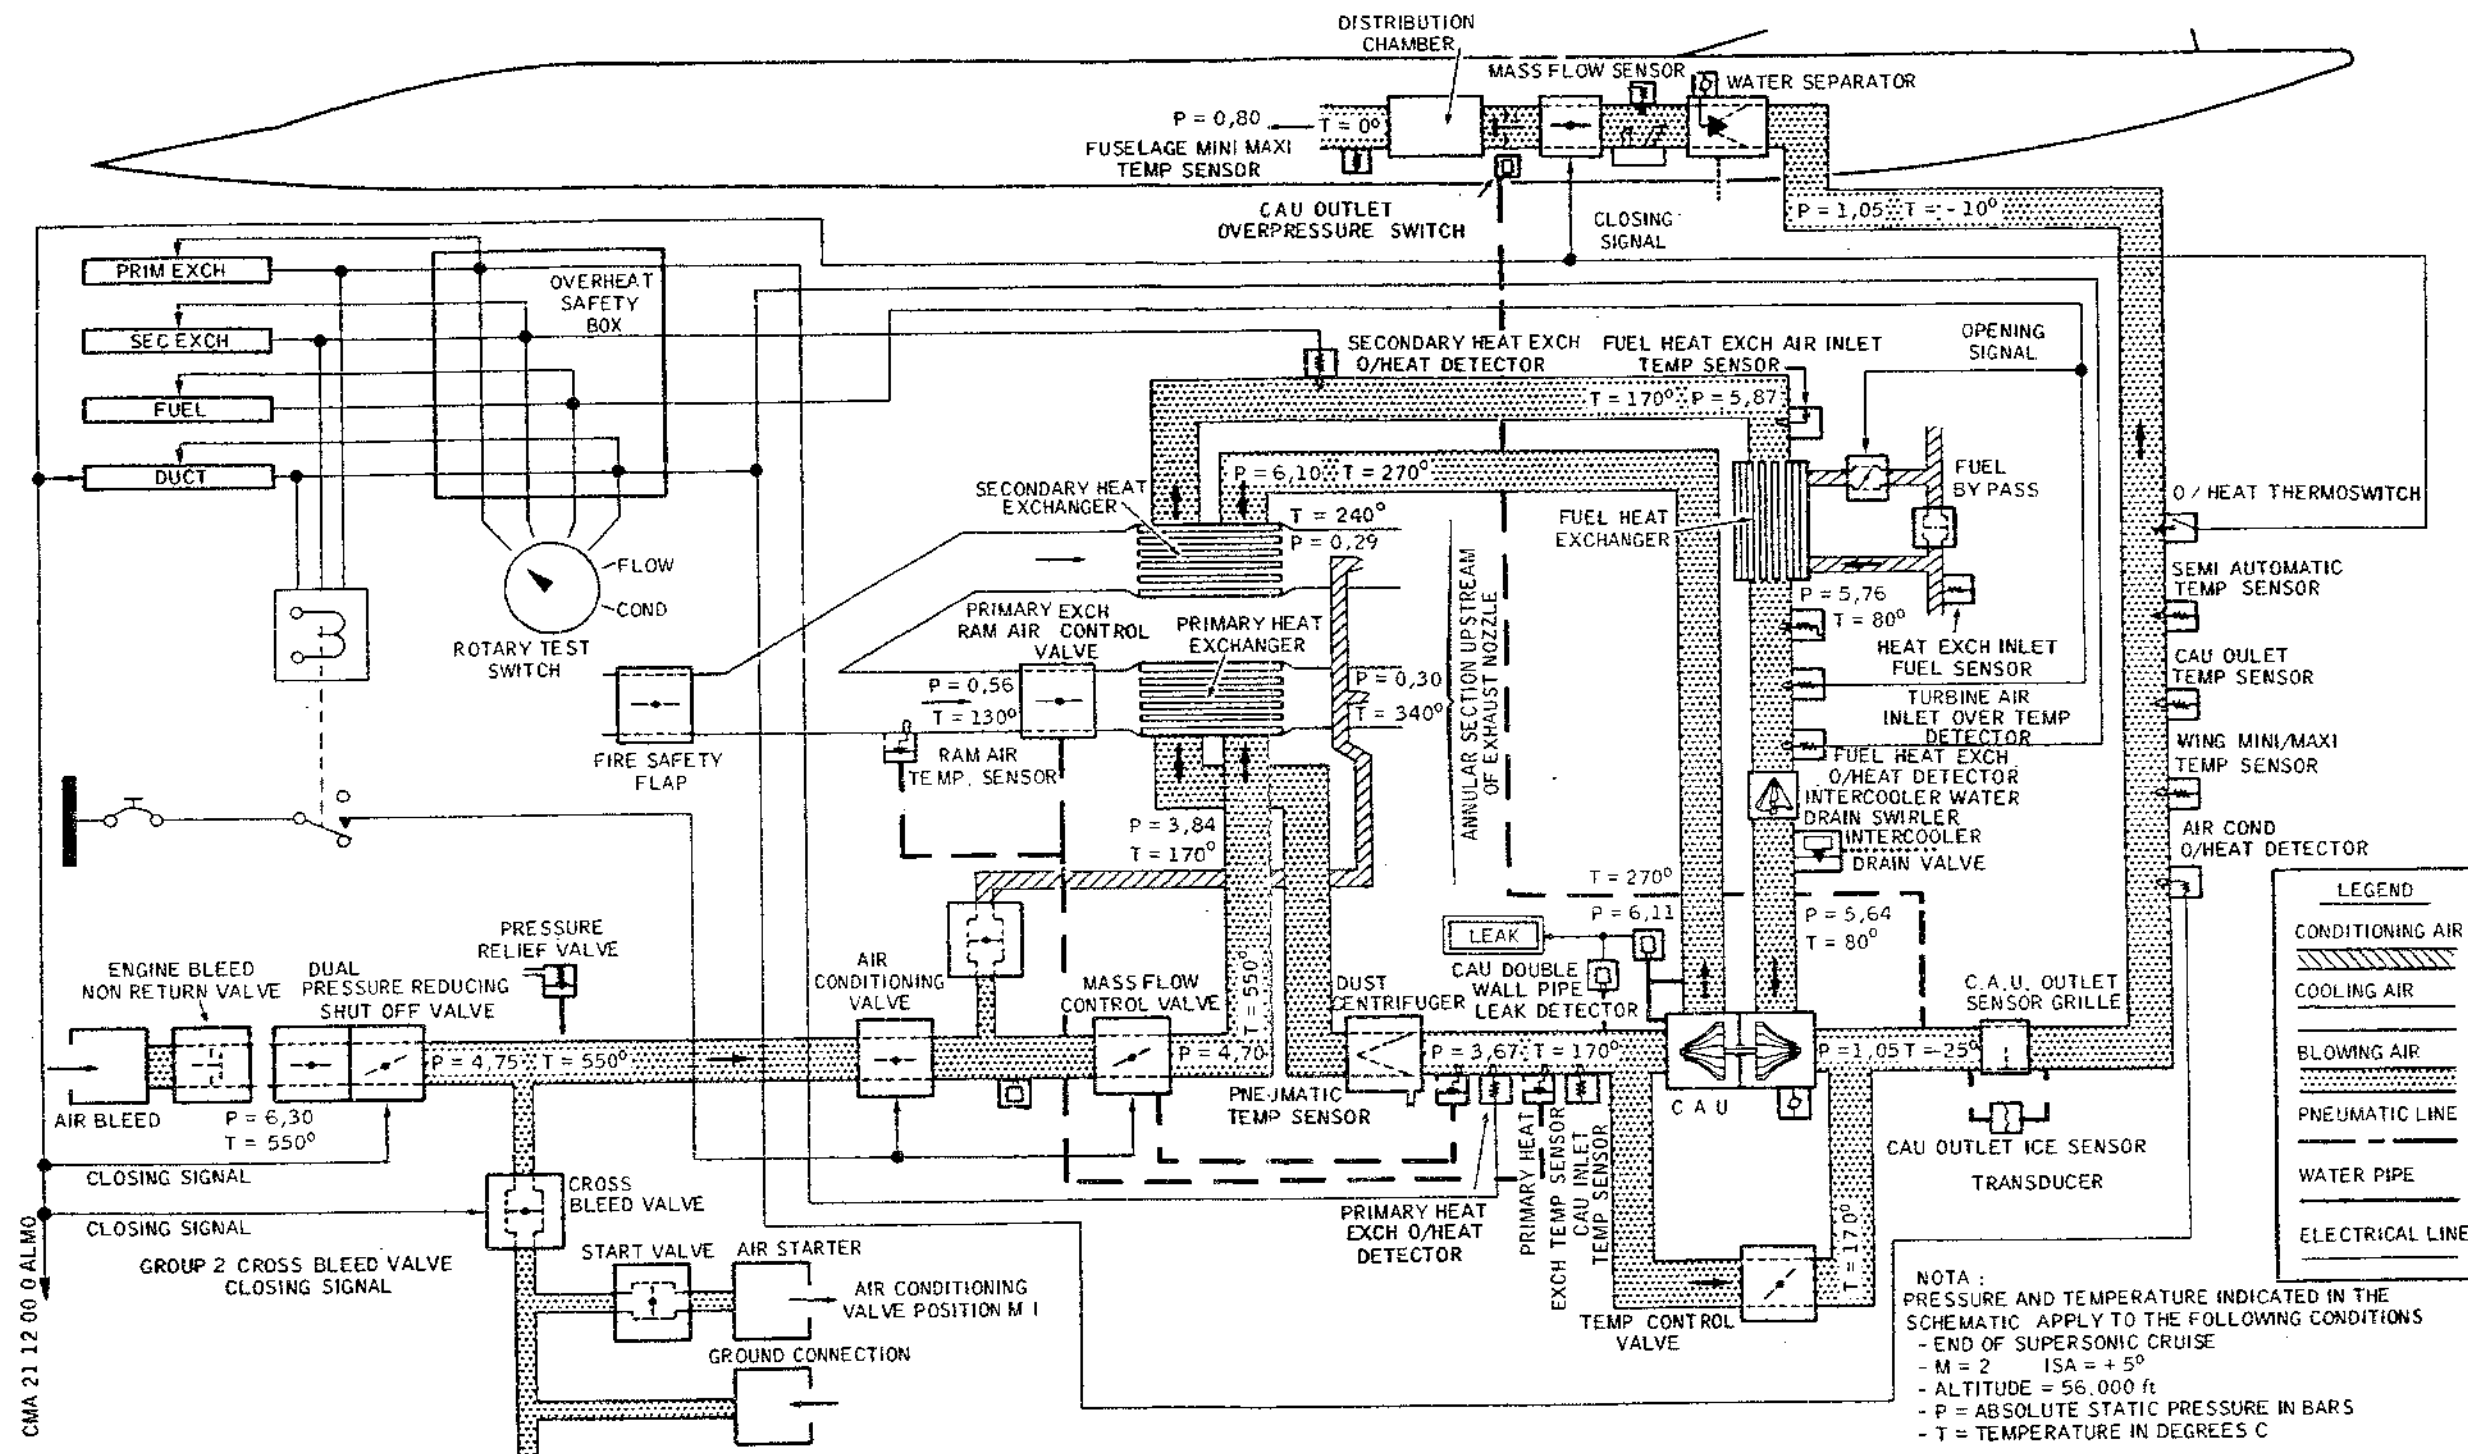 DISTRIBUTION
CHAMBER
MASS FLOW SENSOR
WATER SEPARATOR
P = 0,80
T = 0°
FUSELAGE MINI MAXI
TEMP SENSOR
CAU OUTLET
OVERPRESSURE SWITCH
CLOSING
SIGNAL
P = 1,05 T = - 10°
PRIM EXCH
SEC EXCH
FUEL
DUCT
OVERHEAT
SAFETY
BOX
FLOW
COND
ROTARY TEST
SWITCH
SECONDARY HEAT EXCH
O/HEAT DETECTOR
FUEL HEAT EXCH AIR INLET
TEMP SENSOR
OPENING
SIGNAL
T = 170° P = 5,87
P = 6,10 T = 270°
SECONDARY HEAT
EXCHANGER
T = 240°
P = 0,29
FUEL HEAT
EXCHANGER
FUEL
BY PASS
O / HEAT THERMOSWITCH
SEMI AUTOMATIC
TEMP SENSOR
P = 5,76
T = 80°
HEAT EXCH INLET
FUEL SENSOR
CAU OULET
TEMP SENSOR
PRIMARY EXCH
RAM AIR CONTROL
VALVE
PRIMARY HEAT
EXCHANGER
P = 0,56
T = 130°
P = 0,30
T = 340°
ANNULAR SECTION UPSTREAM
OF EXHAUST NOZZLE
TURBINE AIR
INLET OVER TEMP
DETECTOR
FUEL HEAT EXCH
O/HEAT DETECTOR
WING MINI/MAXI
TEMP SENSOR
FIRE SAFETY
FLAP
RAM AIR
TEMP. SENSOR
INTERCOOLER WATER
DRAIN SWIRLER
INTERCOOLER
DRAIN VALVE
AIR COND
O/HEAT DETECTOR
P = 3,84
T = 170°
T = 270°
P = 6,11
P = 5,64
T = 80°
LEAK
CAU DOUBLE
WALL PIPE
LEAK DETECTOR
PRESSURE
RELIEF VALVE
ENGINE BLEED
NON RETURN VALVE
DUAL
PRESSURE REDUCING
SHUT OFF VALVE
AIR
CONDITIONING
VALVE
MASS FLOW
CONTROL VALVE
T = 550°
DUST
CENTRIFUGER
C.A.U. OUTLET
SENSOR GRILLE
P = 4,75 T = 550°
P = 4,70
P = 3,67 T = 170°
P = 1,05 T -25°
AIR BLEED
P = 6,30
T = 550°
PNEUMATIC
TEMP SENSOR
C A U
CAU OUTLET ICE SENSOR
TRANSDUCER
CLOSING SIGNAL
CLOSING SIGNAL
CROSS
BLEED VALVE
GROUP 2 CROSS BLEED VALVE
CLOSING SIGNAL
PRIMARY HEAT
EXCH O/HEAT
DETECTOR
PRIMARY HEAT
EXCH TEMP SENSOR
CAU INLET
TEMP SENSOR
T = 170°
TEMP CONTROL
VALVE
START VALVE
AIR STARTER
AIR CONDITIONING
VALVE POSITION M 1
GROUND CONNECTION
CMA 21 12 00 0 ALMO
LEGEND
CONDITIONING AIR
COOLING AIR
BLOWING AIR
PNEUMATIC LINE
WATER PIPE
ELECTRICAL LINE
NOTA :
PRESSURE AND TEMPERATURE INDICATED IN THE
SCHEMATIC APPLY TO THE FOLLOWING CONDITIONS
- END OF SUPERSONIC CRUISE
- M = 2 ISA = + 5°
- ALTITUDE = 56.000 ft
- P = ABSOLUTE STATIC PRESSURE IN BARS
- T = TEMPERATURE IN DEGREES C